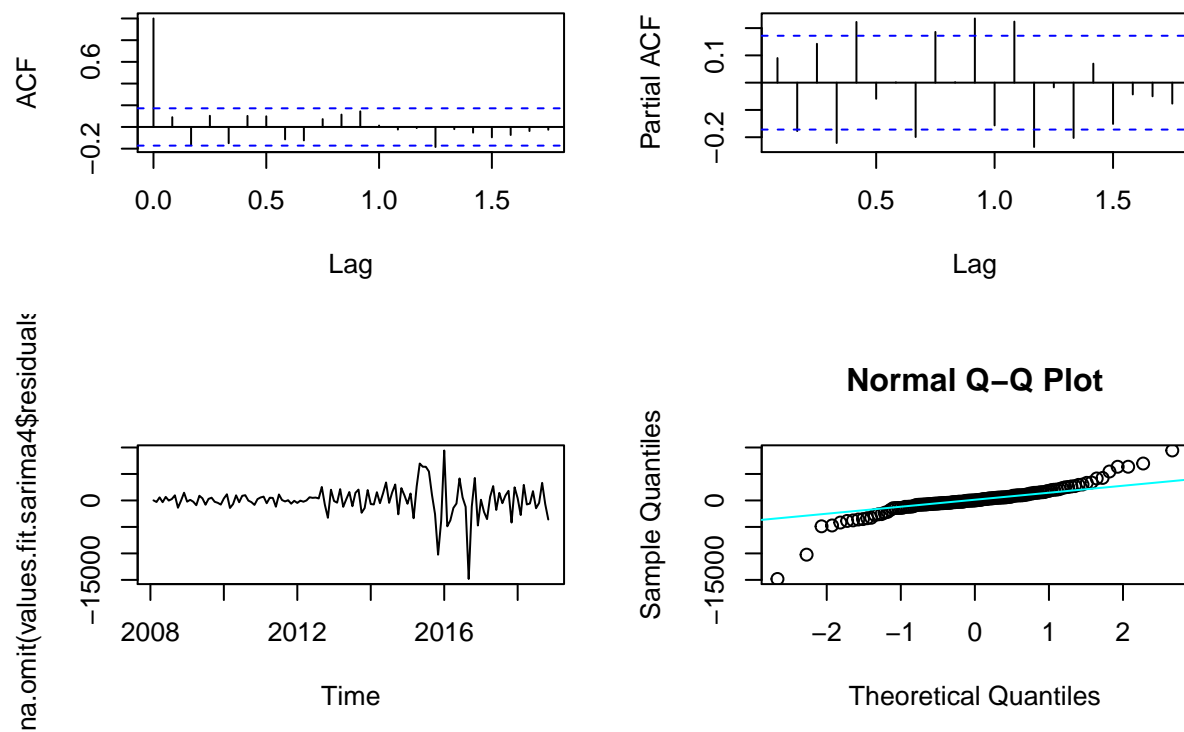 ACF
0.6
−0.2
0.0 0.5 1.0 1.5
Lag
Partial ACF
0.1
−0.2
0.5 1.0 1.5
Lag
na.omit(values.fit.sarima4$residuals
0
−15000
2008 2012 2016
Time
Normal Q−Q Plot
Sample Quantiles
0
−15000
−2 −1 0 1 2
Theoretical Quantiles